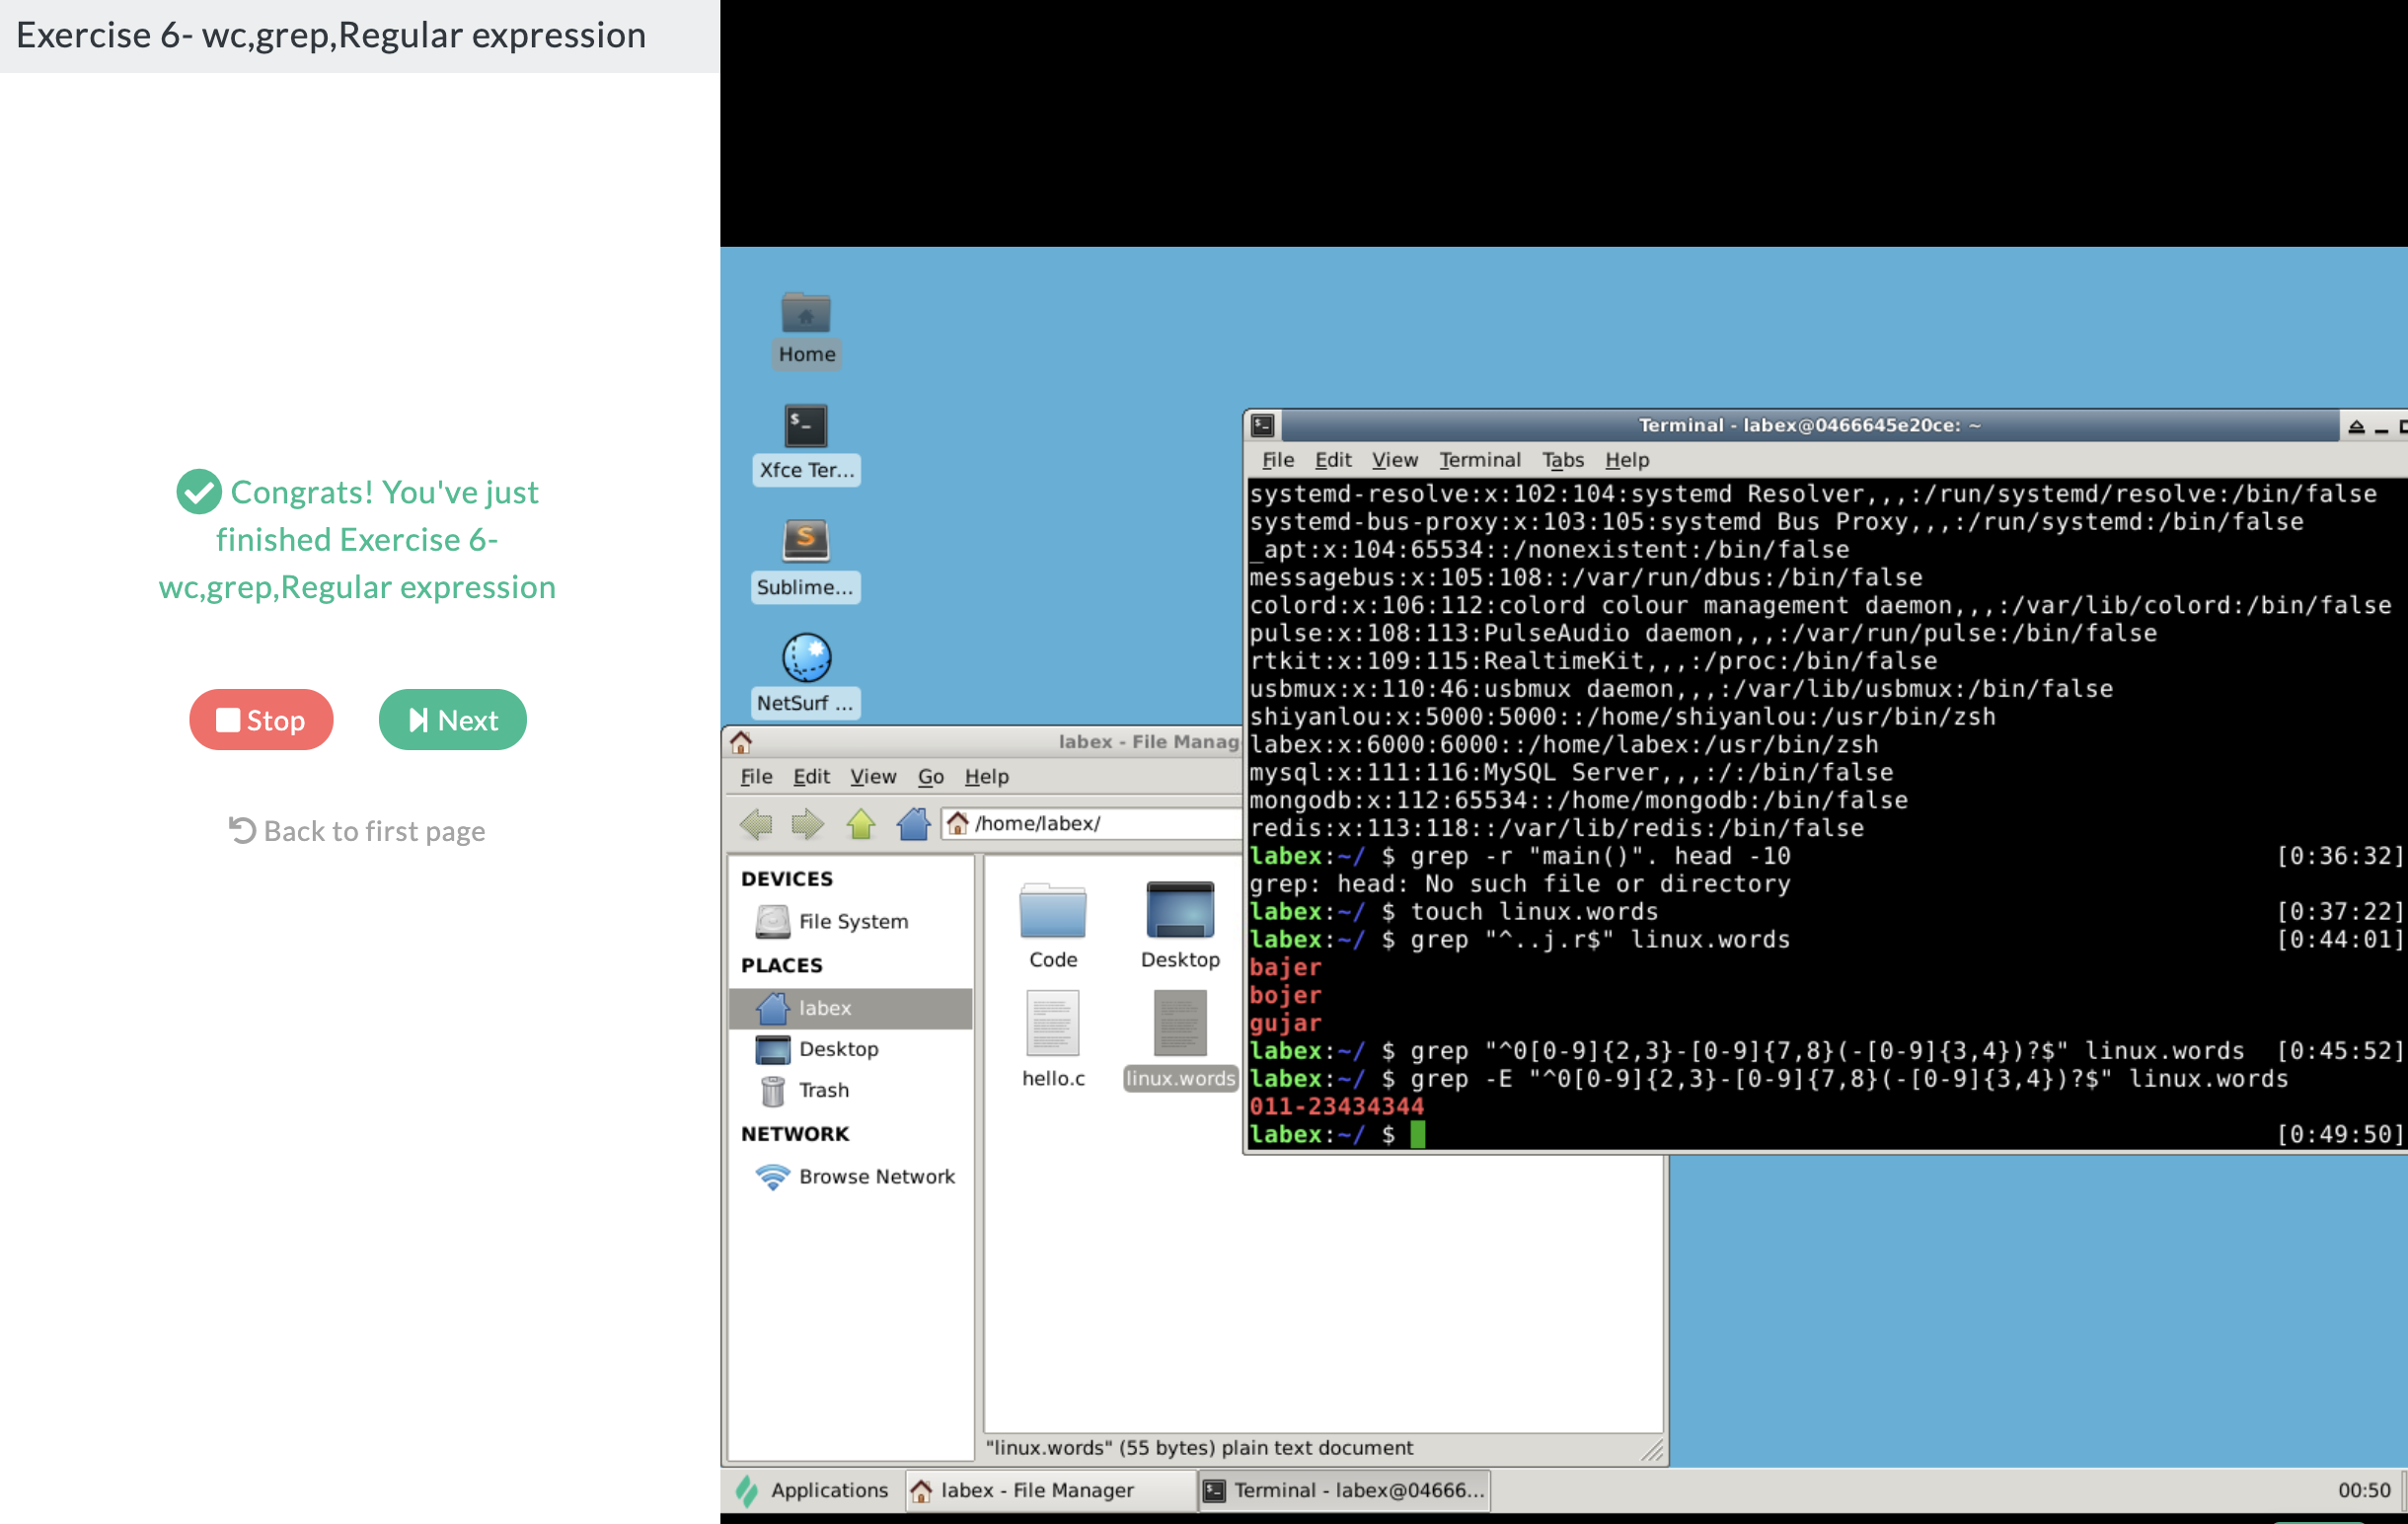 Exercise 6- wc,grep,Regular expression
Congrats! You've just
finished Exercise 6-
wc,grep,Regular expression
Stop
Next
Back to first page
Home
Xfce Ter...
Sublime...
NetSurf ...
labex - File Manag
File Edit View Go Help
/home/labex/
DEVICES
File System
PLACES
labex
Desktop
Trash
NETWORK
Browse Network
Code
Desktop
hello.c
linux.words
"linux.words" (55 bytes) plain text document
Terminal - labex@0466645e20ce: ~
File Edit View Terminal Tabs Help
systemd-resolve:x:102:104:systemd Resolver,,,:/run/systemd/resolve:/bin/false
systemd-bus-proxy:x:103:105:systemd Bus Proxy,,,:/run/systemd:/bin/false
_apt:x:104:65534::/nonexistent:/bin/false
messagebus:x:105:108::/var/run/dbus:/bin/false
colord:x:106:112:colord colour management daemon,,,:/var/lib/colord:/bin/false
pulse:x:108:113:PulseAudio daemon,,,:/var/run/pulse:/bin/false
rtkit:x:109:115:RealtimeKit,,,:/proc:/bin/false
usbmux:x:110:46:usbmux daemon,,,:/var/lib/usbmux:/bin/false
shiyanlou:x:5000:5000::/home/shiyanlou:/usr/bin/zsh
labex:x:6000:6000::/home/labex:/usr/bin/zsh
mysql:x:111:116:MySQL Server,,,:/:/bin/false
mongodb:x:112:65534::/home/mongodb:/bin/false
redis:x:113:118::/var/lib/redis:/bin/false
labex:~/ $ grep -r "main()". head -10 [0:36:32]
grep: head: No such file or directory
labex:~/ $ touch linux.words [0:37:22]
labex:~/ $ grep "^..j.r$" linux.words [0:44:01]
bajer
bojer
gujar
labex:~/ $ grep "^0[0-9]{2,3}-[0-9]{7,8}(-[0-9]{3,4})?$" linux.words [0:45:52]
labex:~/ $ grep -E "^0[0-9]{2,3}-[0-9]{7,8}(-[0-9]{3,4})?$" linux.words
011-23434344
labex:~/ $ [0:49:50]
Applications
labex - File Manager
Terminal - labex@04666...
00:50